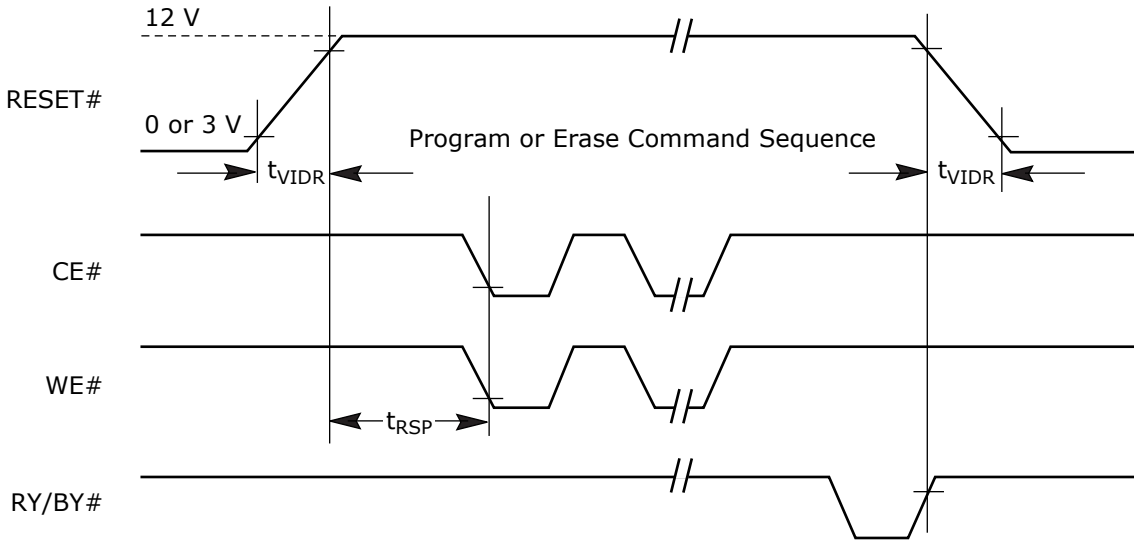 12 V
RESET#
0 or 3 V
Program or Erase Command Sequence
tVIDR
tVIDR
CE#
WE#
tRSP
RY/BY#